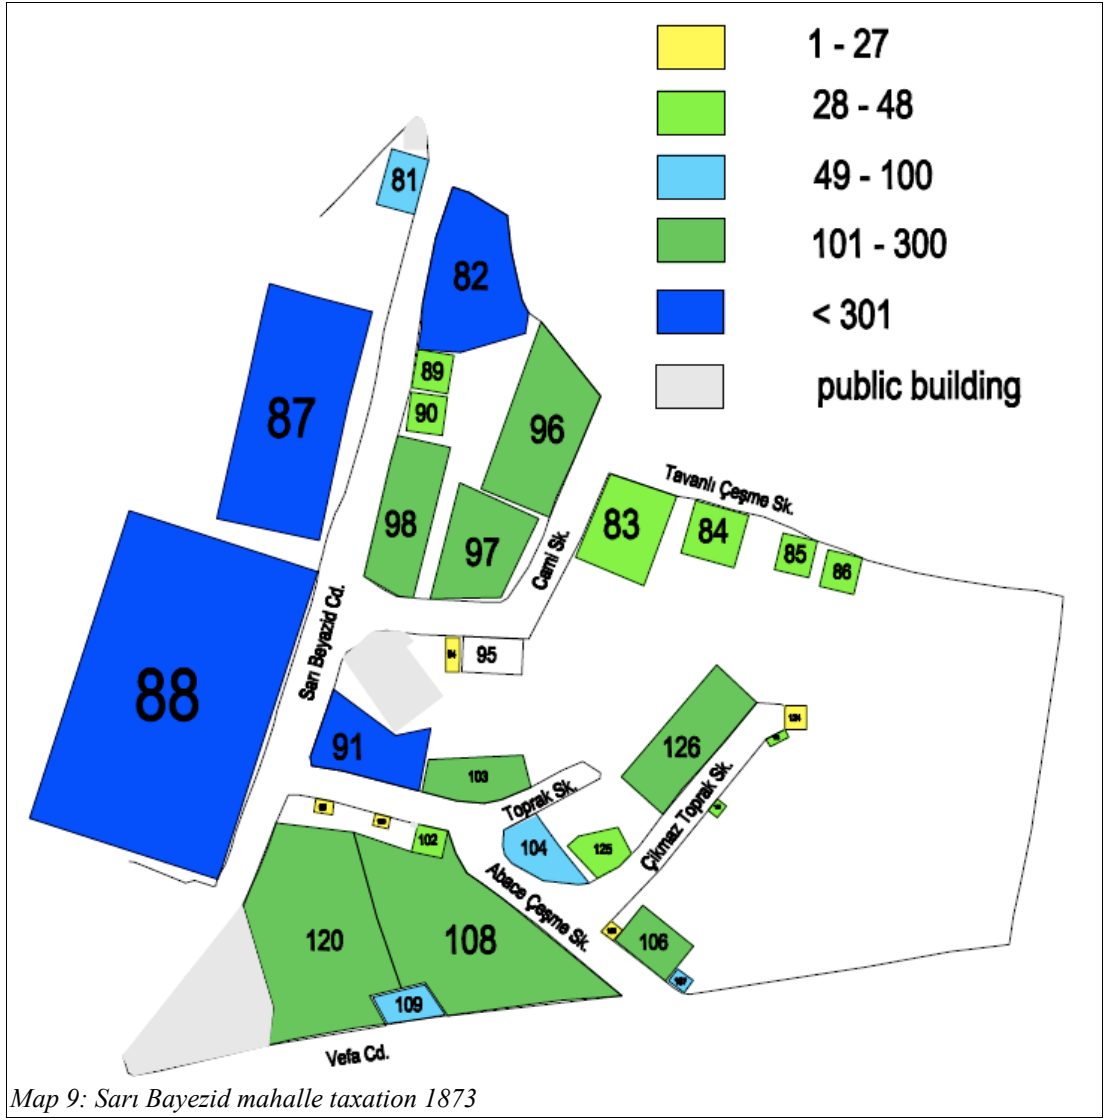 1 - 27
28 - 48
49 - 100
101 - 300
< 301
public building
81
82
87
89
90
96
98
97
Cami Sk.
83
Tavanlı Çeşme Sk.
84
85
86
88
Sarı Beyazid Cd.
94
95
91
103
Toprak Sk.
126
Çikmaz Toprak Sk.
102
104
125
Abace Çeşme Sk.
120
108
106
109
Vefa Cd.
Map 9: Sarı Bayezid mahalle taxation 1873